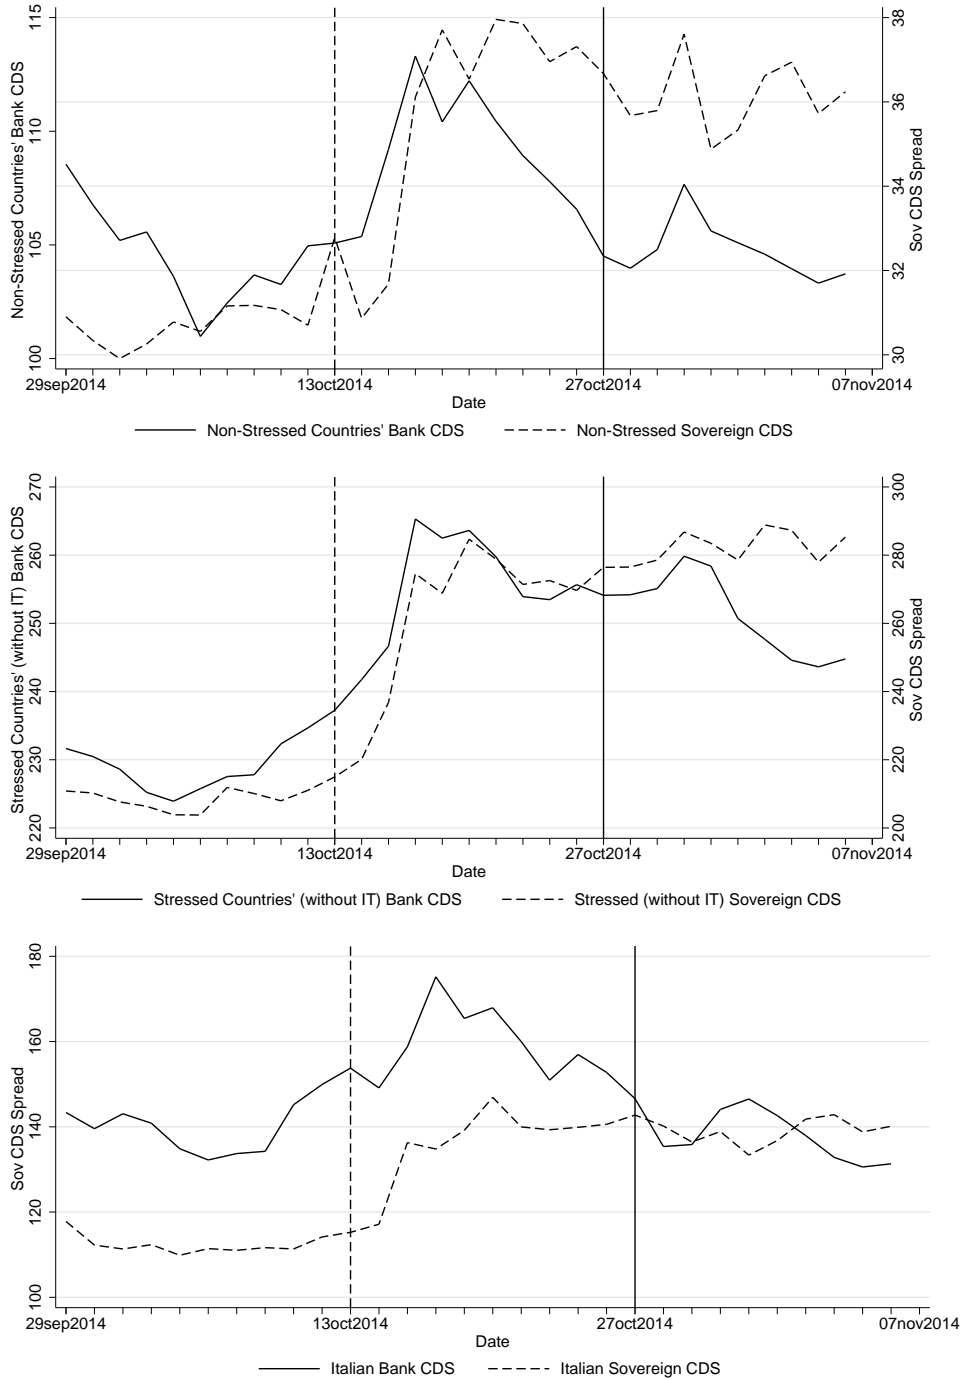 Non-Stressed Countries' Bank CDS
100 105 110 115
Sov CDS Spread
30 32 34 36 38
29sep2014 13oct2014 27oct2014 07nov2014
Date
Non-Stressed Countries' Bank CDS Non-Stressed Sovereign CDS
Stressed Countries' (without IT) Bank CDS
220 230 240 250 260 270
Sov CDS Spread
200 220 240 260 280 300
29sep2014 13oct2014 27oct2014 07nov2014
Date
Stressed Countries' (without IT) Bank CDS Stressed (without IT) Sovereign CDS
Sov CDS Spread
100 120 140 160 180
29sep2014 13oct2014 27oct2014 07nov2014
Date
Italian Bank CDS Italian Sovereign CDS